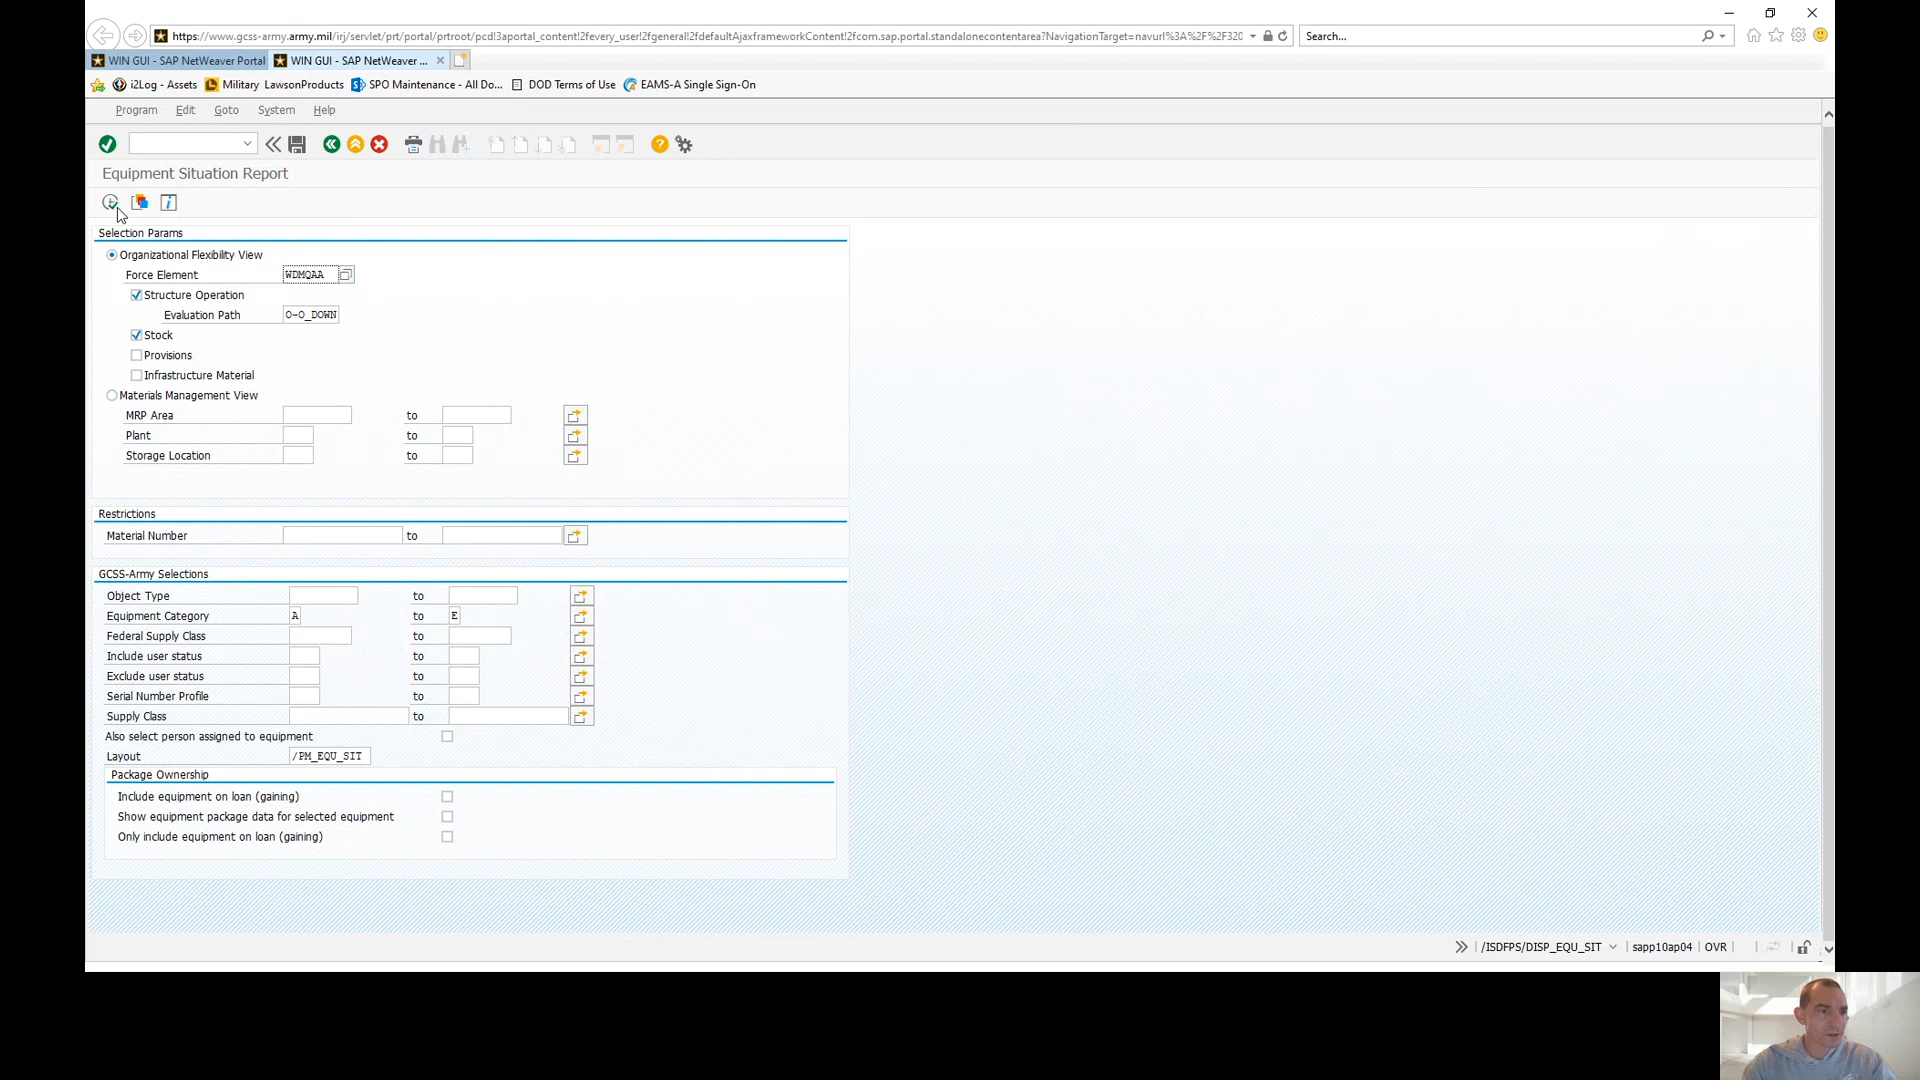 https://www.gcss-army.army.mil/irj/servlet/prt/portal/prtroot/pcd!3aportal_content!2fevery_user!2fgeneral!2fdefaultAjaxframeworkContent!2fcom.sap.portal.standalonecontentarea?NavigationTarget=navurl%3A%2F%2F320 Search...
WIN GUI - SAP NetWeaver Portal WIN GUI - SAP NetWeaver ...
i2Log - Assets Military LawsonProducts SPO Maintenance - All Do... DOD Terms of Use EAMS-A Single Sign-On
Program Edit Goto System Help
Equipment Situation Report
Selection Params
Organizational Flexibility View
Force Element WDMQAA
Structure Operation
Evaluation Path O-O_DOWN
Stock
Provisions
Infrastructure Material
Materials Management View
MRP Area to
Plant to
Storage Location to
Restrictions
Material Number to
GCSS-Army Selections
Object Type to
Equipment Category A to E
Federal Supply Class to
Include user status to
Exclude user status to
Serial Number Profile to
Supply Class to
Also select person assigned to equipment
Layout /PM_EQU_SIT
Package Ownership
Include equipment on loan (gaining)
Show equipment package data for selected equipment
Only include equipment on loan (gaining)
/ISDFPS/DISP_EQU_SIT sapp10ap04 OVR